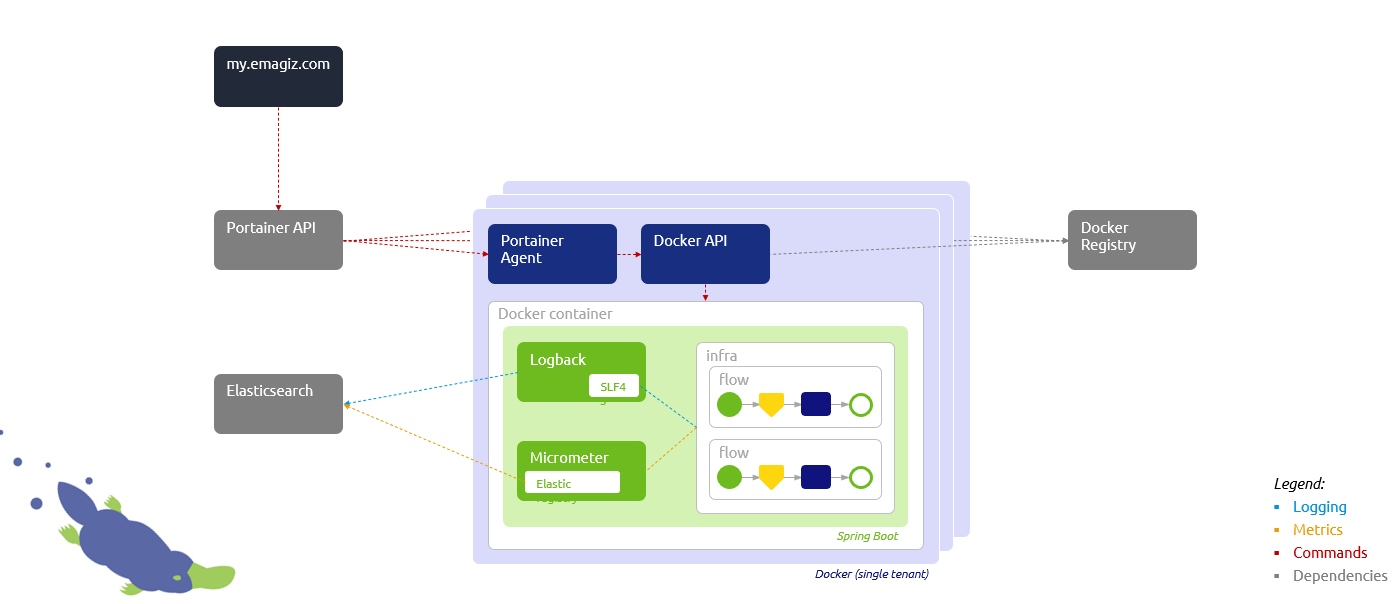 my.emagiz.com
Portainer API
Portainer
Agent
Docker API
Docker
Registry
Docker container
Logback
SLF4
infra
flow
Elasticsearch
Micrometer
Elastic
registry
flow
Spring Boot
Docker (single tenant)
Legend:
Logging
Metrics
Commands
Dependencies